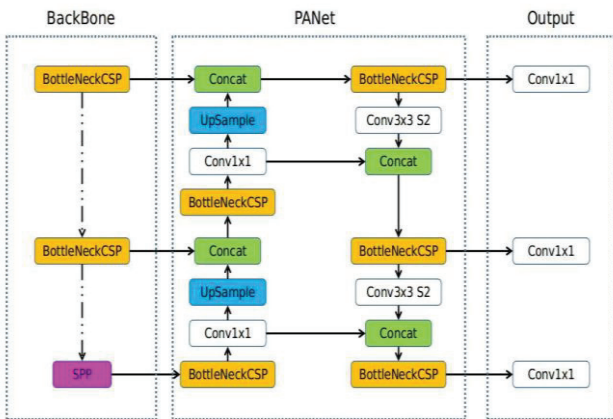 BackBone
PANet
Output
BottleNeckCSP
Concat
BottleNeckCSP
Conv1x1
UpSample
Conv3x3 S2
Conv1x1
Concat
BottleNeckCSP
BottleNeckCSP
Concat
BottleNeckCSP
Conv1x1
UpSample
Conv3x3 S2
Conv1x1
Concat
SPP
BottleNeckCSP
BottleNeckCSP
Conv1x1